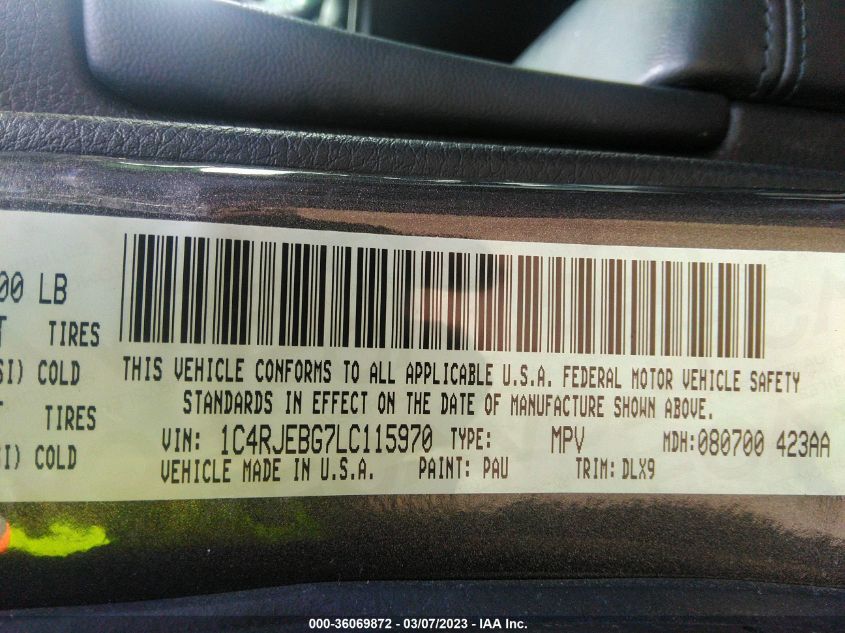 00 LB
TIRES
SI) COLD
TIRES
SI) COLD
THIS VEHICLE CONFORMS TO ALL APPLICABLE U.S.A. FEDERAL MOTOR VEHICLE SAFETY
STANDARDS IN EFFECT ON THE DATE OF MANUFACTURE SHOWN ABOVE.
VIN: 1C4RJEBG7LC115970 TYPE: MPV MDH:080700 423AA
VEHICLE MADE IN U.S.A. PAINT: PAU TRIM: DLX9
000-36069872 - 03/07/2023 - IAA Inc.